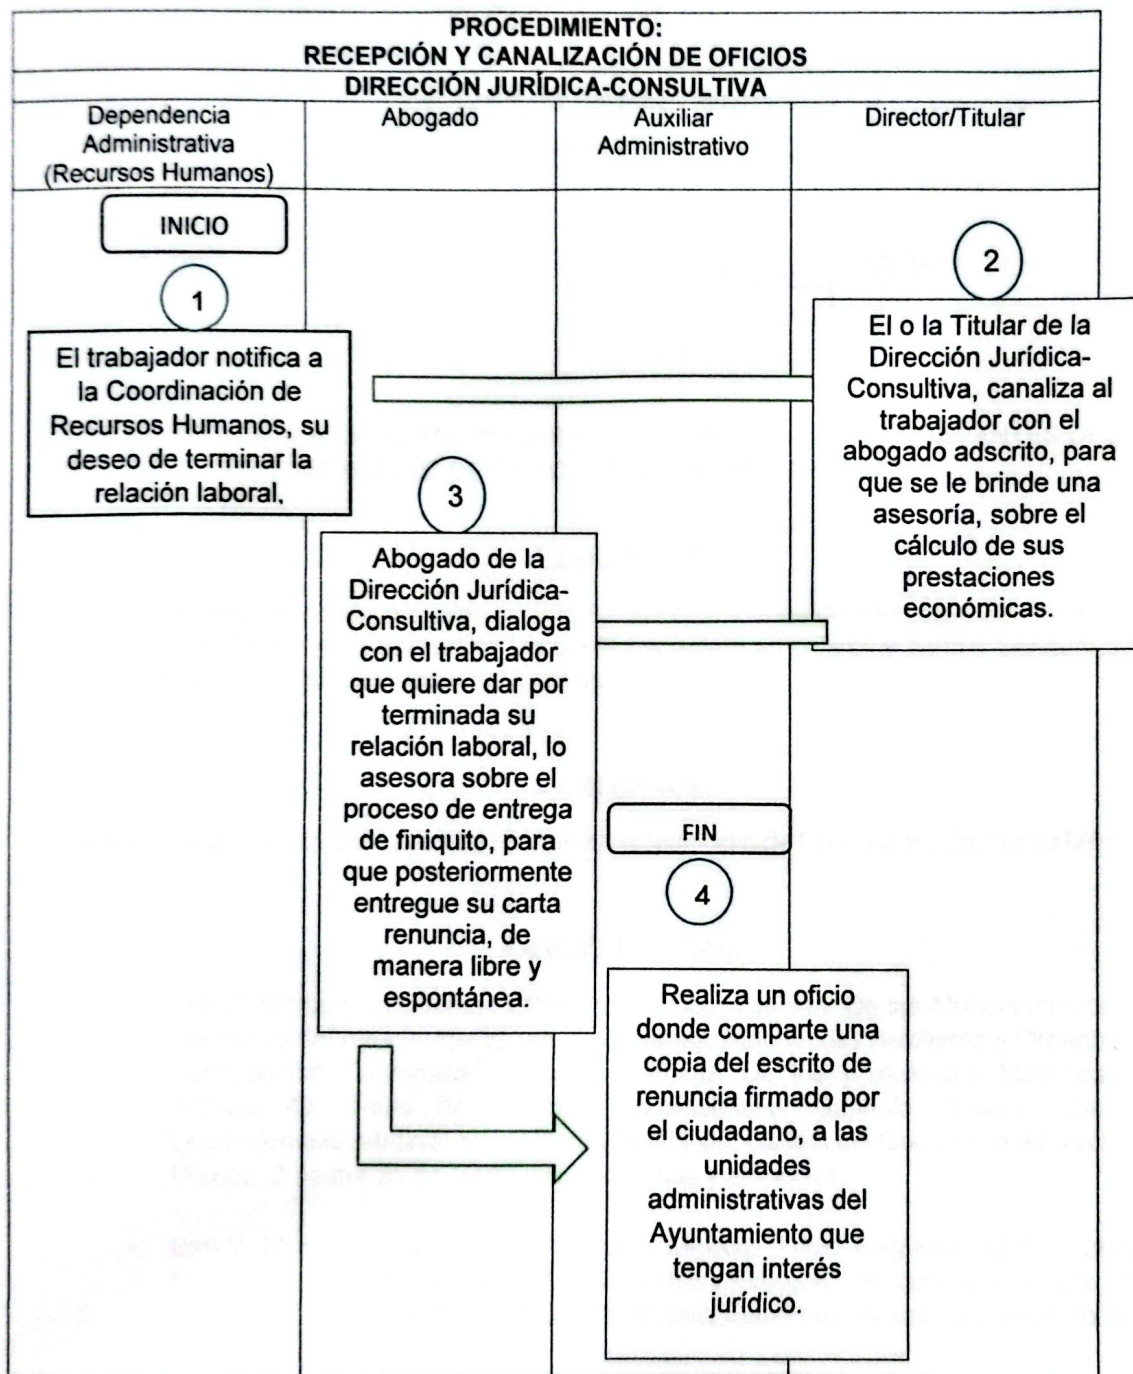 PROCEDIMIENTO:
RECEPCIÓN Y CANALIZACIÓN DE OFICIOS
DIRECCIÓN JURÍDICA-CONSULTIVA
Dependencia
Administrativa
(Recursos Humanos)
Abogado
Auxiliar
Administrativo
Director/Titular
INICIO
1
El trabajador notifica a
la Coordinación de
Recursos Humanos, su
deseo de terminar la
relación laboral.
2
El o la Titular de la
Dirección Jurídica-
Consultiva, canaliza al
trabajador con el
abogado adscrito, para
que se le brinde una
asesoría, sobre el
cálculo de sus
prestaciones
económicas.
3
Abogado de la
Dirección Jurídica-
Consultiva, dialoga
con el trabajador
que quiere dar por
terminada su
relación laboral, lo
asesora sobre el
proceso de entrega
de finiquito, para
que posteriormente
entregue su carta
renuncia, de
manera libre y
espontánea.
FIN
4
Realiza un oficio
donde comparte una
copia del escrito de
renuncia firmado por
el ciudadano, a las
unidades
administrativas del
Ayuntamiento que
tengan interés
jurídico.